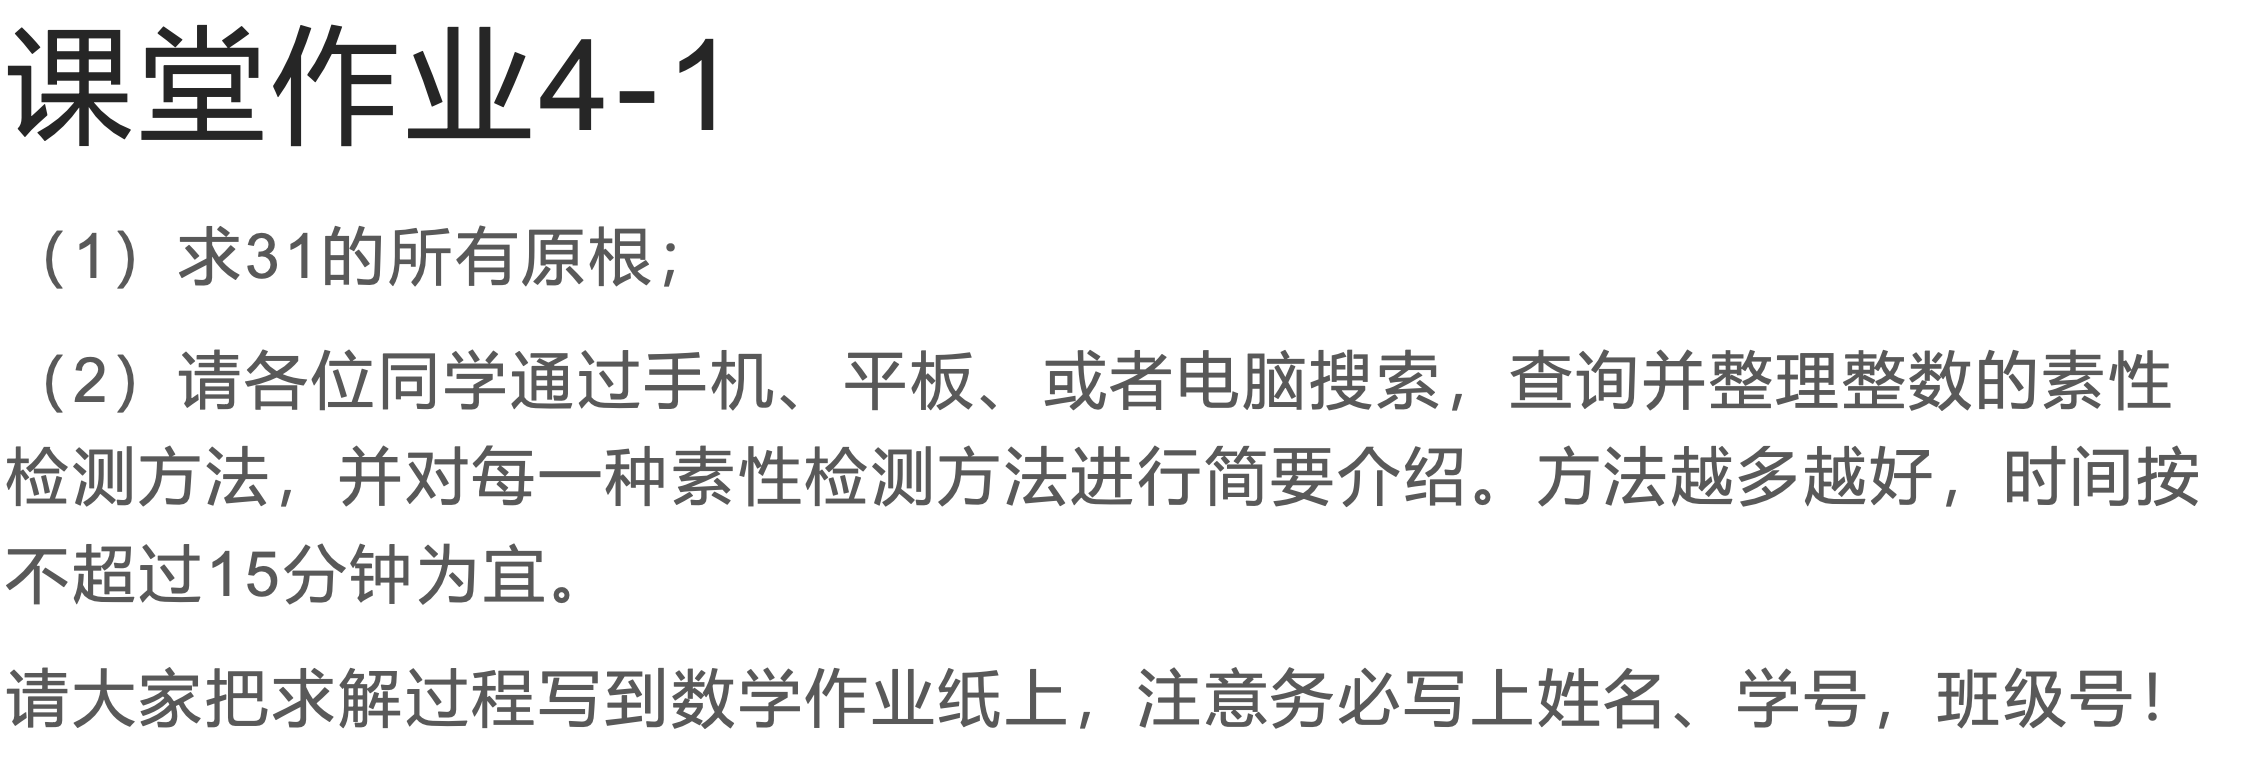 课堂作业4-1
（1）求31的所有原根；
（2）请各位同学通过手机、平板、或者电脑搜索，查询并整理整数的素性
检测方法，并对每一种素性检测方法进行简要介绍。方法越多越好，时间按
不超过15分钟为宜。
请大家把求解过程写到数学作业纸上，注意务必写上姓名、学号，班级号！